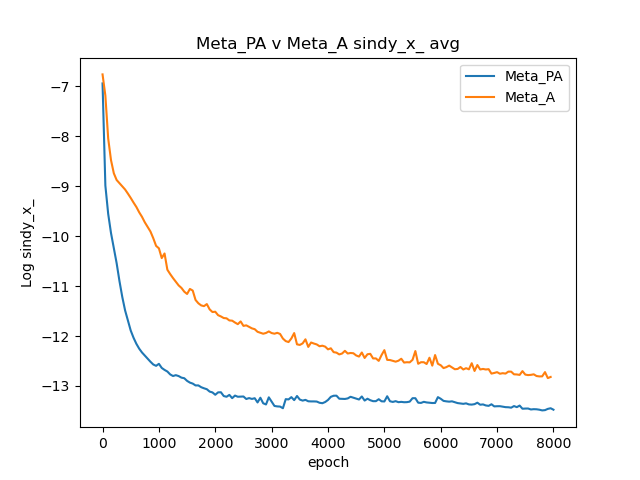 Meta_PA v Meta_A sindy_x_ avg
Meta_PA
Meta_A
Log sindy_x_
−7
−8
−9
−10
−11
−12
−13
0 1000 2000 3000 4000 5000 6000 7000 8000
epoch